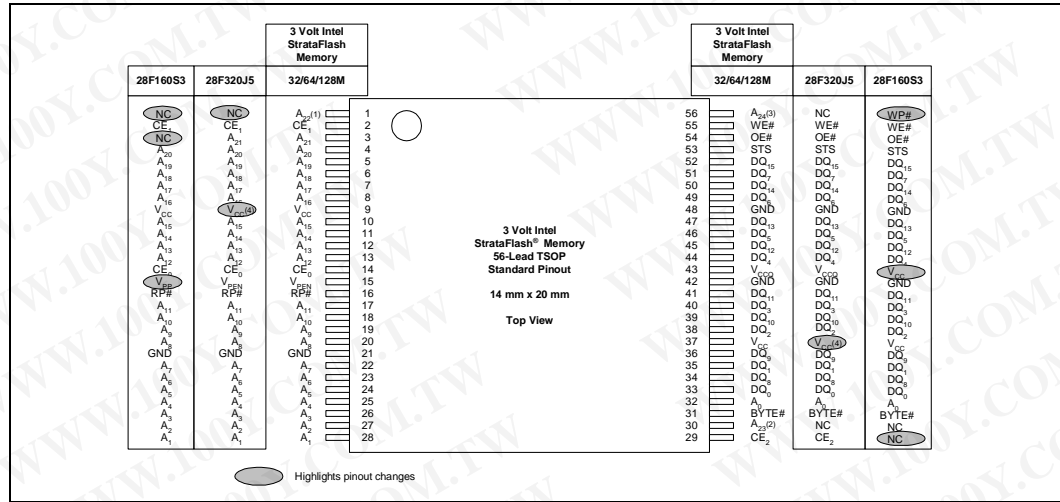 3 Volt Intel
StrataFlash
Memory
3 Volt Intel
StrataFlash
Memory
28F160S3 28F320J5 32/64/128M
32/64/128M 28F320J5 28F160S3
NC NC A22(1) 1
CE1 CE1 CE1 2
NC A21 A21 3
A20 A20 A20 4
A19 A19 A19 5
A18 A18 A18 6
A17 A17 A17 7
A16 A16 8
VCC VCC(4) VCC 9
A15 A15 A15 10
A14 A14 A14 11
A13 A13 A13 12
A12 A12 A12 13
CE0 CE0 CE0 14
VPP VPEN VPEN 15
RP# RP# RP# 16
A11 A11 A11 17
A10 A10 A10 18
A9 A9 A9 19
A8 A8 A8 20
GND GND GND 21
A7 A7 A7 22
A6 A6 A6 23
A5 A5 A5 24
A4 A4 A4 25
A3 A3 A3 26
A2 A2 A2 27
A1 A1 A1 28
3 Volt Intel
StrataFlash® Memory
56-Lead TSOP
Standard Pinout
14 mm x 20 mm
Top View
56 A24(3) NC WP#
55 WE# WE# WE#
54 OE# OE# OE#
53 STS STS STS
52 DQ15 DQ15 DQ15
51 DQ7 DQ7 DQ7
50 DQ14 DQ14 DQ14
49 DQ6 DQ6 DQ6
48 GND GND GND
47 DQ13 DQ13 DQ13
46 DQ5 DQ5 DQ5
45 DQ12 DQ12 DQ12
44 DQ4 DQ4 DQ4
43 VCCQ VCCQ VCC
42 GND GND GND
41 DQ11 DQ11 DQ11
40 DQ3 DQ3 DQ3
39 DQ10 DQ10 DQ10
38 DQ2 DQ2 DQ2
37 VCC VCC(4) VCC
36 DQ9 DQ9 DQ9
35 DQ1 DQ1 DQ1
34 DQ8 DQ8 DQ8
33 DQ0 DQ0 DQ0
32 A0 A0 A0
31 BYTE# BYTE# BYTE#
30 A23(2) NC NC
29 CE2 CE2 NC
Highlights pinout changes
WWW.100Y.COM.TW